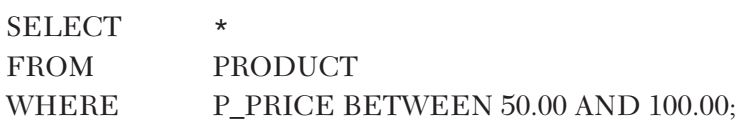 SELECT *
FROM PRODUCT
WHERE P_PRICE BETWEEN 50.00 AND 100.00;